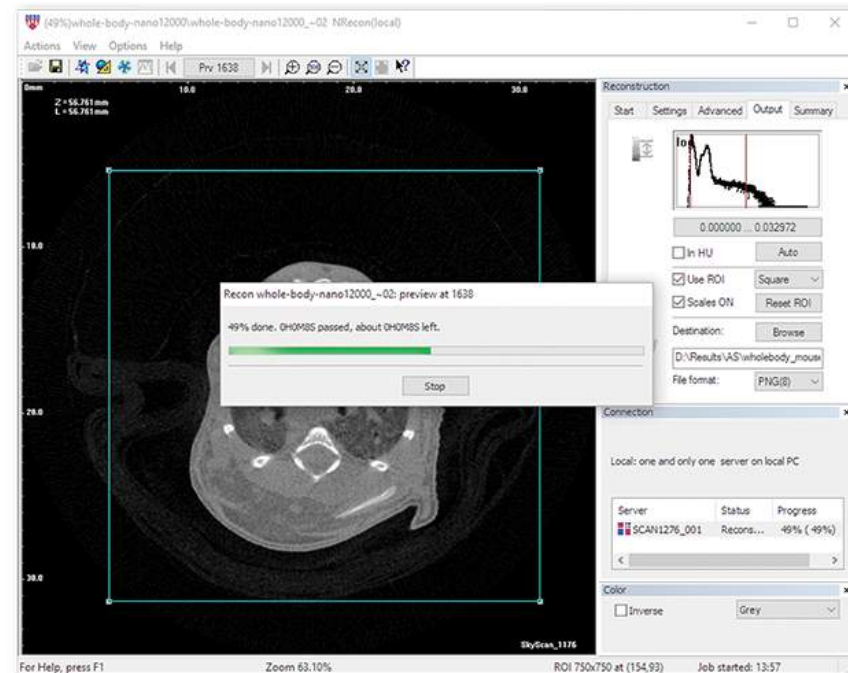 (49%)whole-body-nano12000\whole-body-nano12000_~02 NRecon(local)
Actions View Options Help
Prv 1638
0mm 10.0 20.0 30.0
Z = 56.761mm
L = 56.761mm
10.0
20.0
30.0
SkyScan_1176
Recon whole-body-nano12000_~02: preview at 1638
49% done. 0H0M8S passed, about 0H0M8S left.
Stop
Reconstruction
Start Settings Advanced Output Summary
0.000000 ... 0.032972
In HU Auto
Use ROI Square
Scales ON Reset ROI
Destination: Browse
D:\Results\AS\wholebody_mouse
File format: PNG(8)
Connection
Local: one and only one server on local PC
Server Status Progress
SCAN1276_001 Recons... 49% ( 49%)
Color
Inverse Grey
For Help, press F1 Zoom 63.10% ROI 750x750 at (154,93) Job started: 13:57